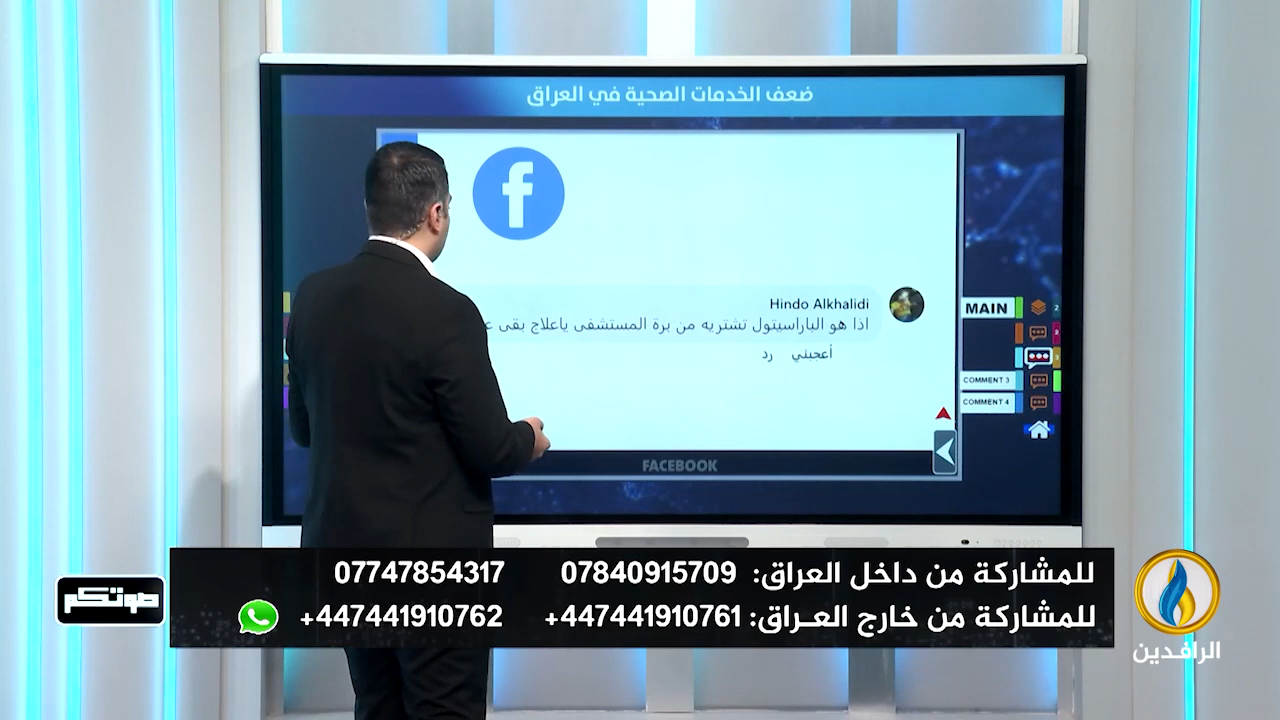 ضعف الخدمات الصحية في العراق
Hindo Alkhalidi
اذا هو الباراسيتول تشتريه من برة المستشفى ياعلاج بقى
أعجبني رد
MAIN
COMMENT 3
COMMENT 4
FACEBOOK
للمشاركة من داخل العراق: 07840915709 07747854317
للمشاركة من خارج العـراق: 447441910761+ 447441910762+
صوتكم
الرافدين